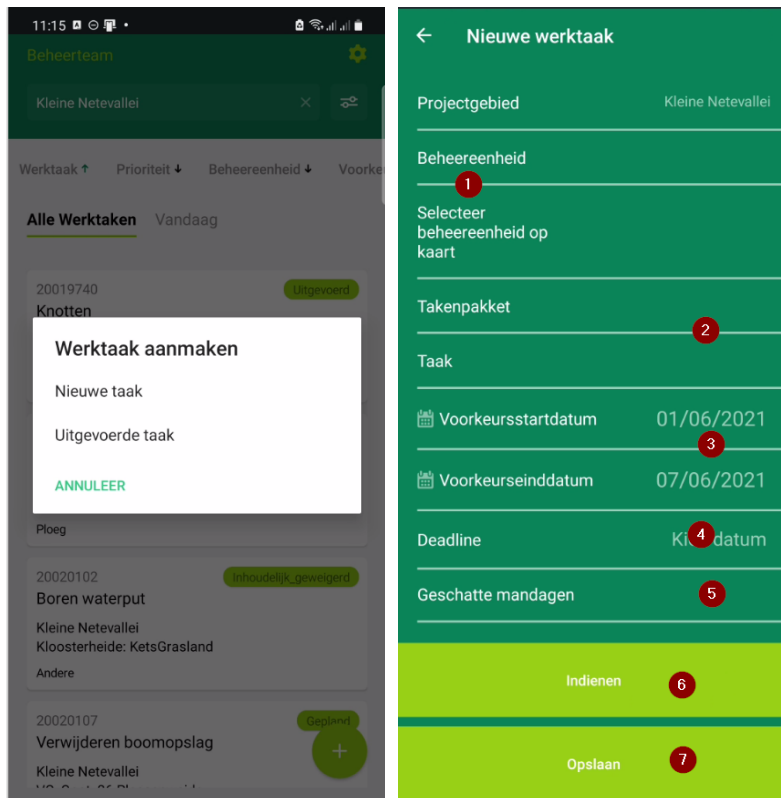 11:15
Beheerteam
Kleine Netevallei
Werktaak Prioriteit Beheereenheid
Alle Werktaken Vandaag
20019740 Uitgevoerd
Knotten
Werktaak aanmaken
Nieuwe taak
Uitgevoerde taak
ANNULEER
Ploeg
20020102 Inhoudelijk_geweigerd
Boren waterput
Kleine Netevallei
Kloosterheide: KetsGrasland
Andere
20020107 Gepland
Verwijderen boomopslag
+
Kleine Netevallei
Nieuwe werktaak
Projectgebied Kleine Netevallei
Beheereenheid
1
Selecteer
beheereenheid op
kaart
Takenpakket
2
Taak
Voorkeursstartdatum 01/06/2021
3
Voorkeurseinddatum 07/06/2021
Deadline 4 datum
Geschatte mandagen 5
Indienen 6
Opslaan 7